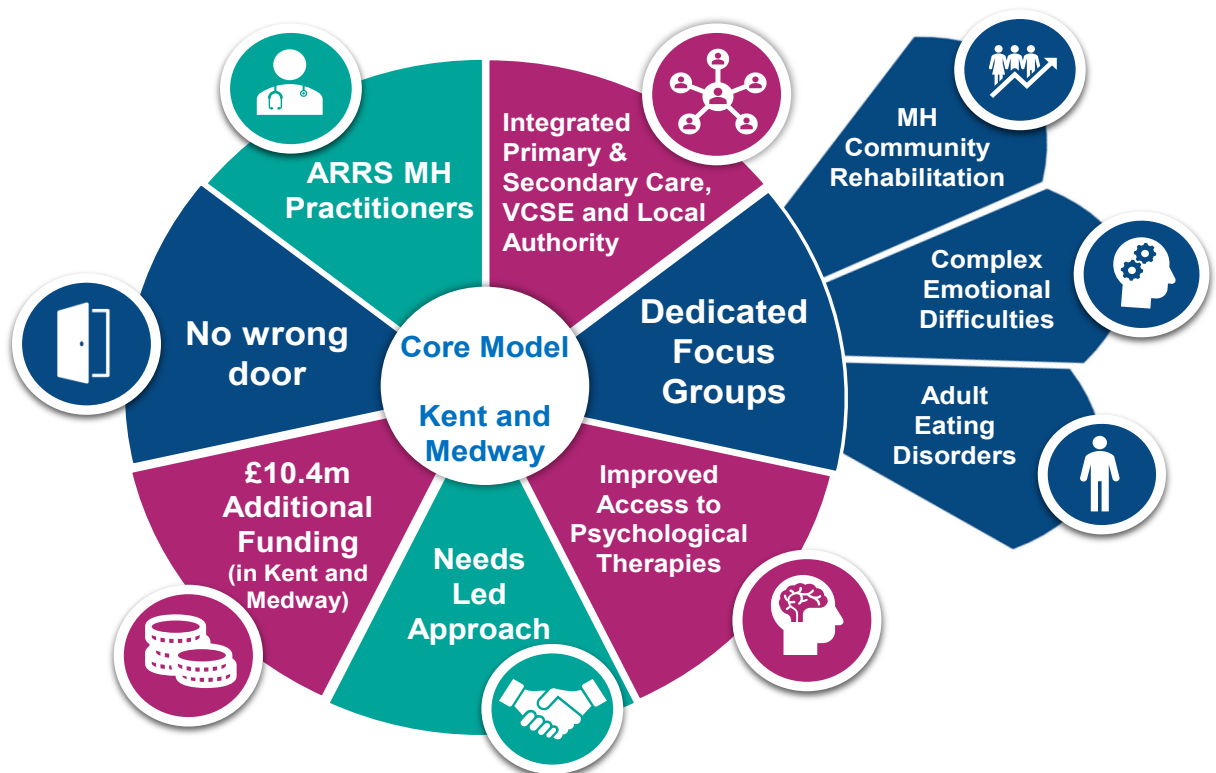 ARRS MH
Practitioners
Integrated
Primary &
Secondary Care,
VCSE and Local
Authority
MH
Community
Rehabilitation
Complex
Emotional
Difficulties
Adult
Eating
Disorders
Dedicated
Focus
Groups
Improved
Access to
Psychological
Therapies
Needs
Led
Approach
£10.4m
Additional
Funding
(in Kent and
Medway)
No wrong
door
Core Model
Kent and
Medway